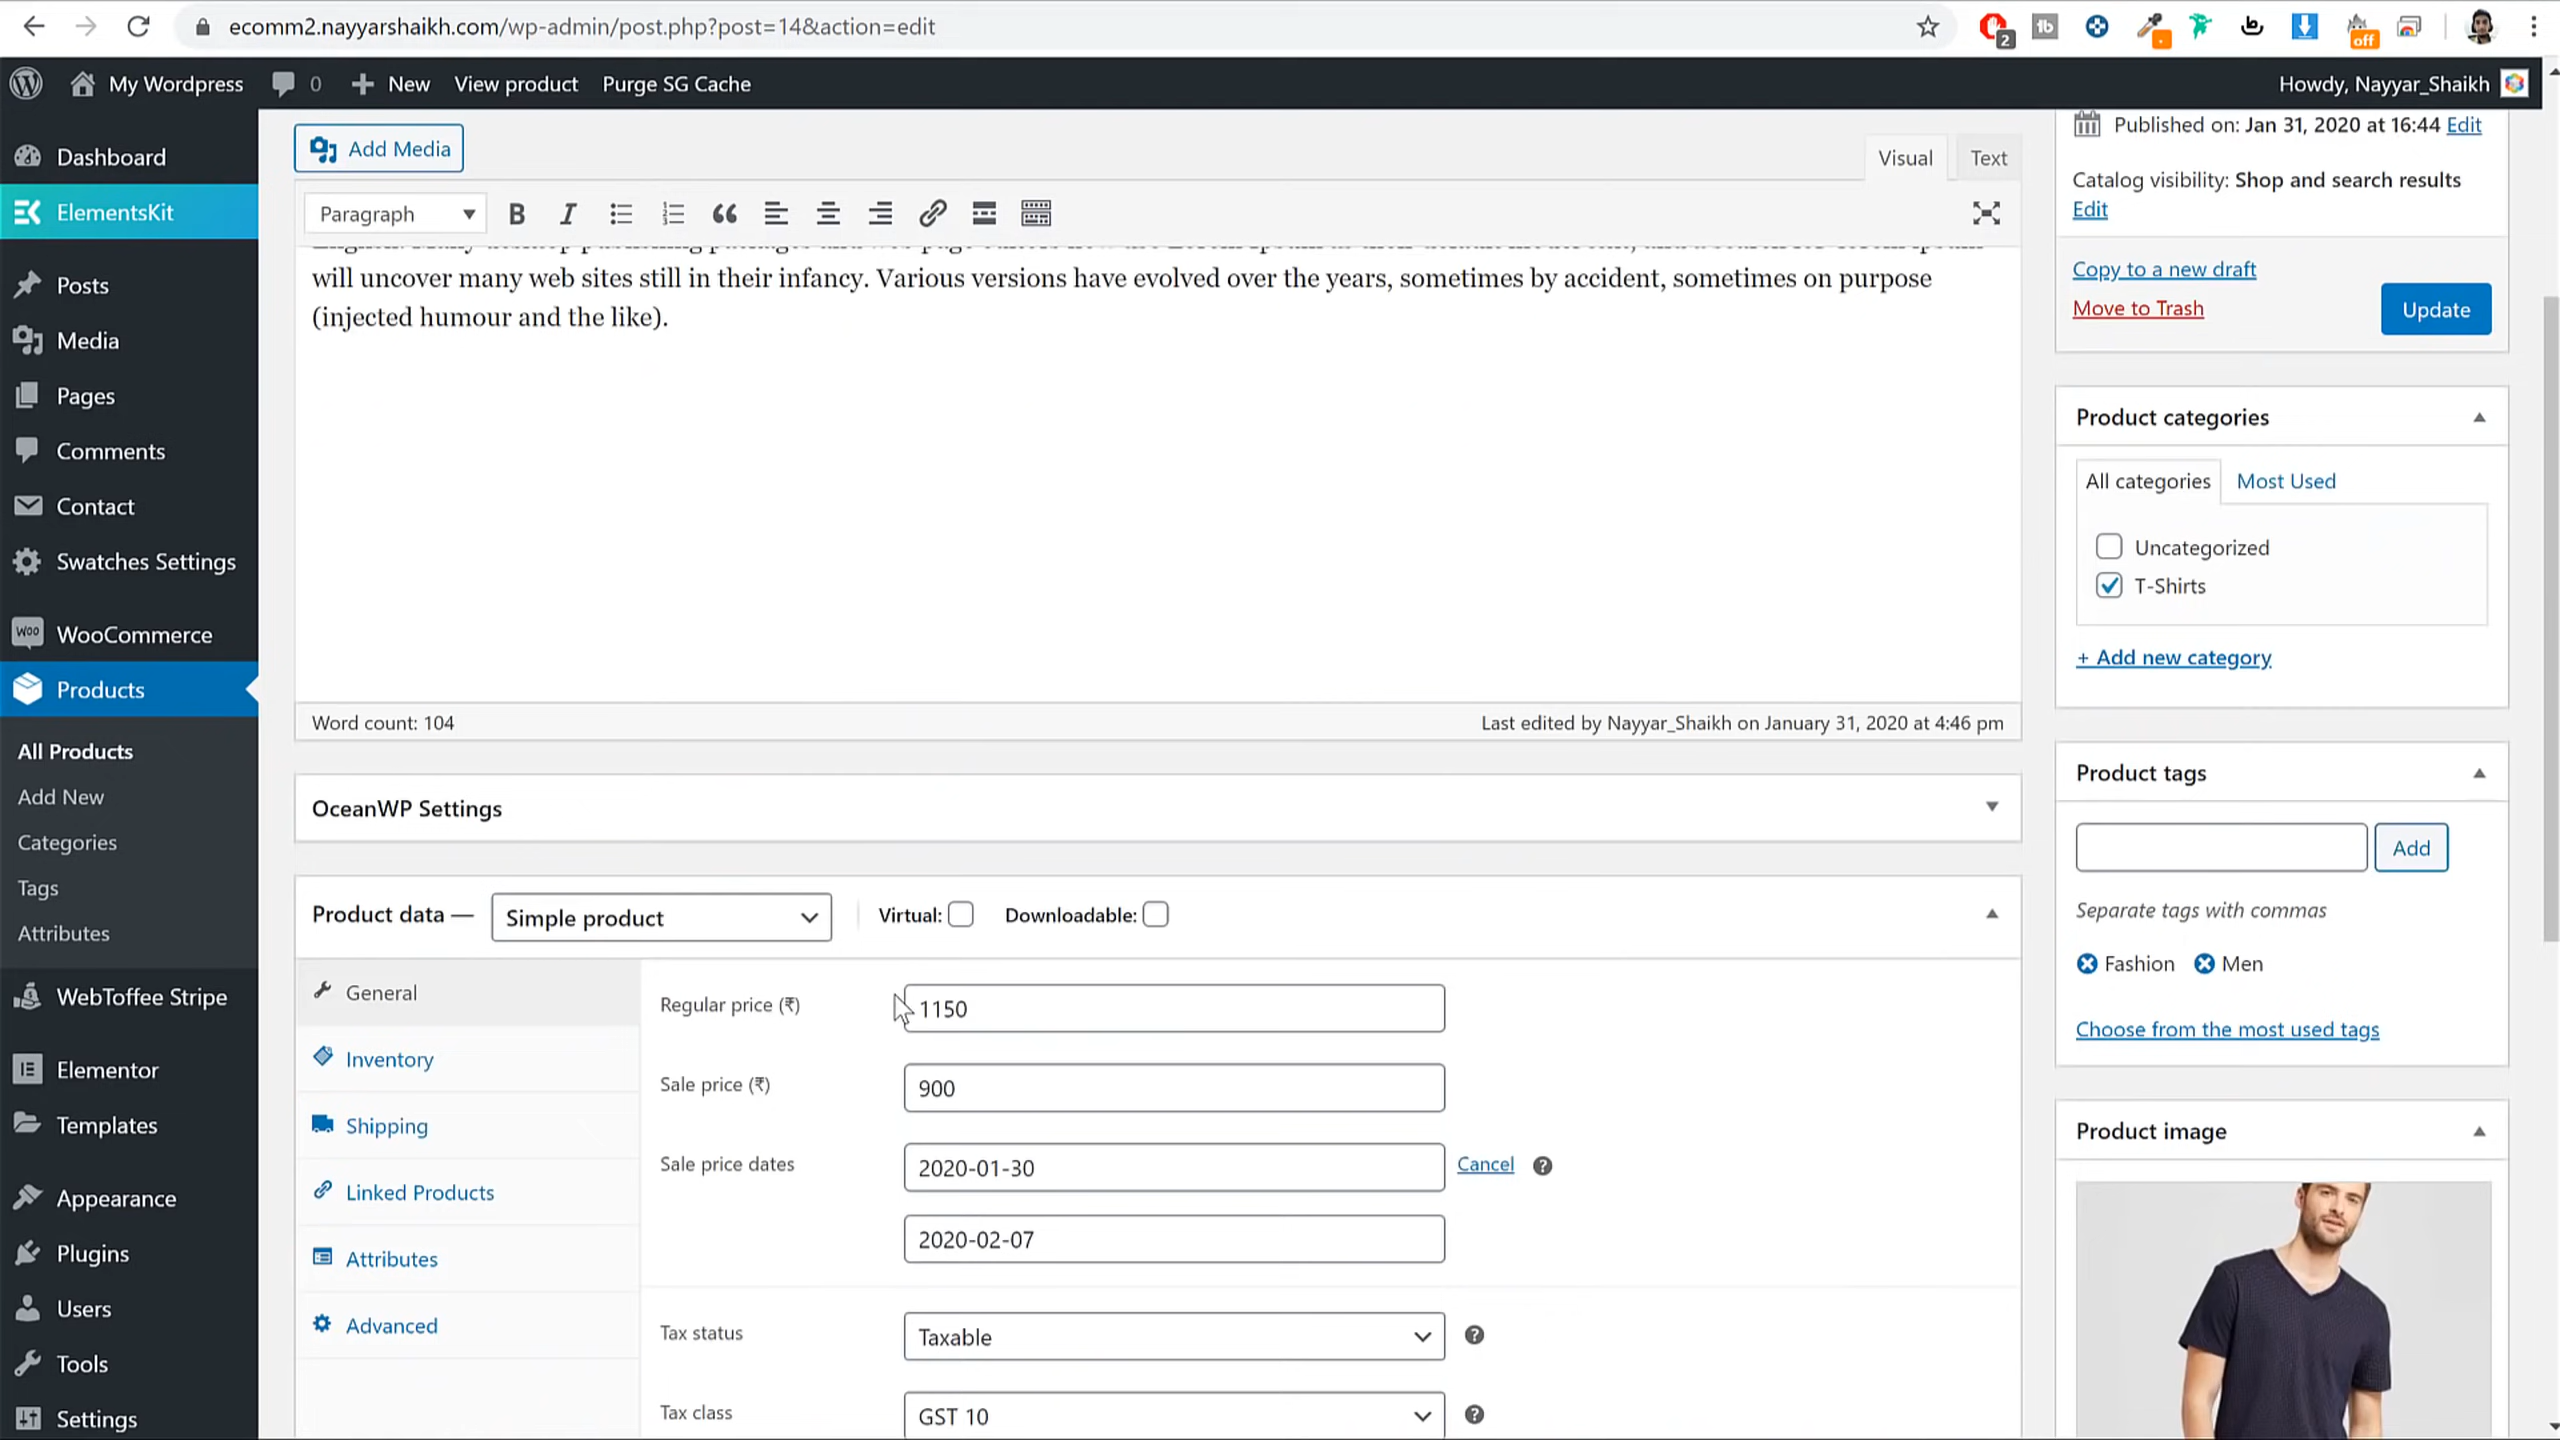 ecomm2.nayyarshaikh.com/wp-admin/post.php?post=14&action=edit
2
off
My Wordpress
0
New
View product
Purge SG Cache
Howdy, Nayyar_Shaikh
Dashboard
ElementsKit
Posts
Media
Pages
Comments
Contact
Swatches Settings
WooCommerce
Products
All Products
Add New
Categories
Tags
Attributes
WebToffee Stripe
Elementor
Templates
Appearance
Plugins
Users
Tools
Settings
Add Media
Visual
Text
Paragraph
will uncover many web sites still in their infancy. Various versions have evolved over the years, sometimes by accident, sometimes on purpose
(injected humour and the like).
Word count: 104
Last edited by Nayyar_Shaikh on January 31, 2020 at 4:46 pm
OceanWP Settings
Product data —
Simple product
Virtual:
Downloadable:
General
Inventory
Shipping
Linked Products
Attributes
Advanced
Regular price (₹)
1150
Sale price (₹)
900
Sale price dates
2020-01-30
Cancel
2020-02-07
Tax status
Taxable
Tax class
GST 10
Published on: Jan 31, 2020 at 16:44 Edit
Catalog visibility: Shop and search results
Edit
Copy to a new draft
Move to Trash
Update
Product categories
All categories
Most Used
Uncategorized
T-Shirts
+ Add new category
Product tags
Add
Separate tags with commas
Fashion
Men
Choose from the most used tags
Product image